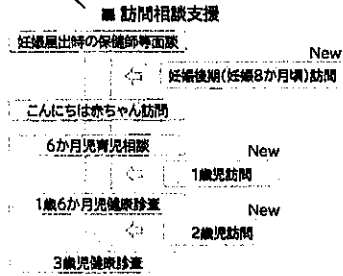 ■ 訪問相談支援
妊娠届出時の保健師等面談
New
妊娠後期(妊娠8か月頃)訪問
こんにちは赤ちゃん訪問
6か月児育児相談
New
1歳児訪問
1歳6か月児健康診査
New
2歳児訪問
3歳児健康診査